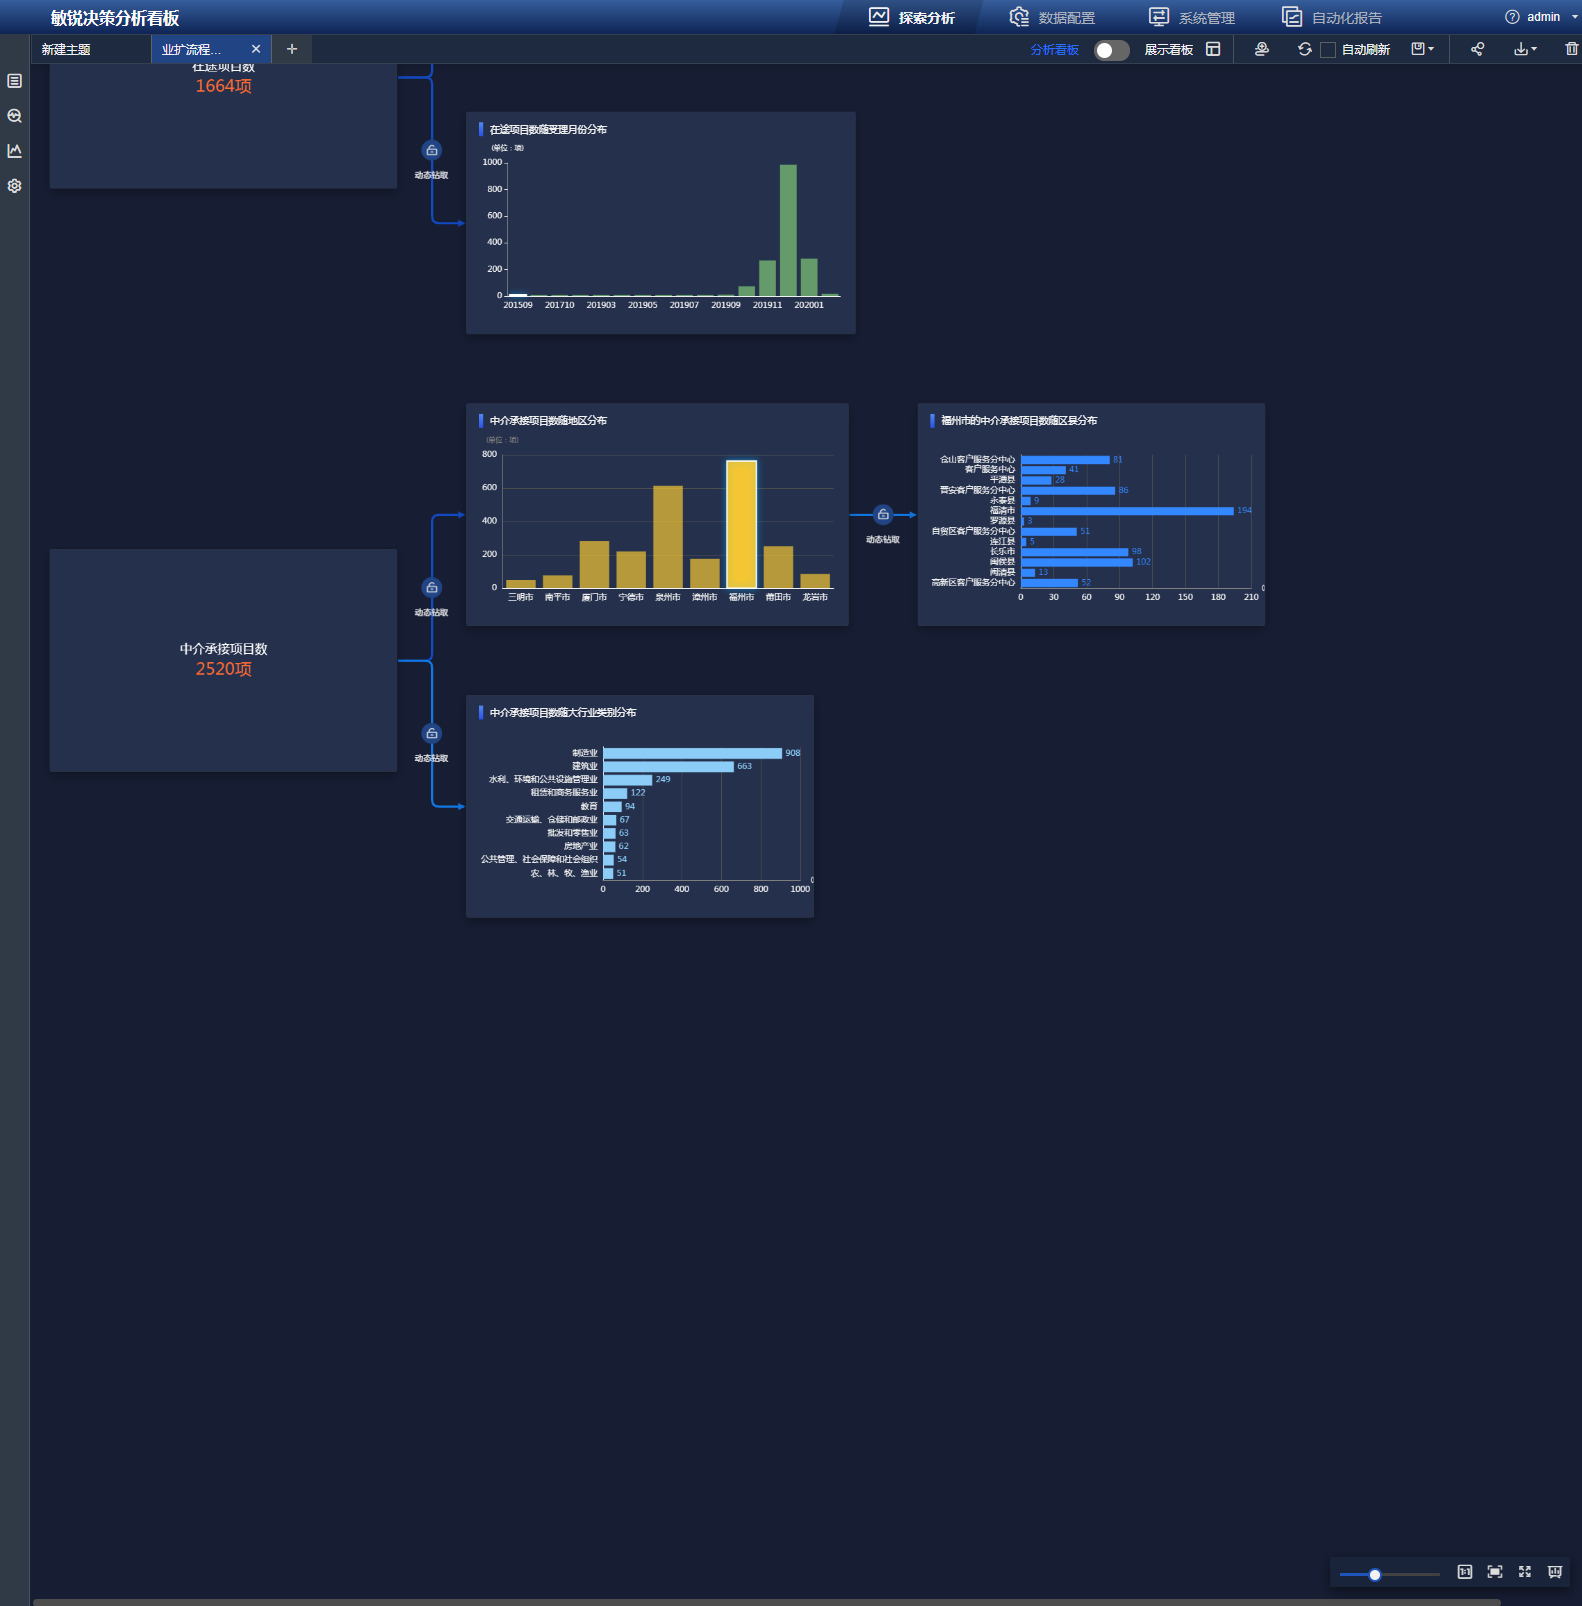 敏锐决策分析看板
探索分析
数据配置
系统管理
自动化报告
admin
新建主题
业扩流程...
分析看板
展示看板
自动刷新
在途项目数
1664项
动态钻取
在途项目数随受理月份分布
(单位：项)
1000
800
600
400
200
0
201509 201710 201903 201905 201907 201909 201911 202001
中介承接项目数
2520项
动态钻取
动态钻取
中介承接项目数随地区分布
(单位：项)
800
600
400
200
0
三明市 南平市 厦门市 宁德市 泉州市 漳州市 福州市 莆田市 龙岩市
动态钻取
福州市的中介承接项目数随区县分布
仓山客户服务分中心 81
客户服务中心 41
平潭县 28
晋安客户服务分中心 86
永泰县 9
福清市 194
罗源县 3
自贸区客户服务分中心 51
连江县 5
长乐市 98
闽侯县 102
闽清县 13
高新区客户服务分中心 52
0 30 60 90 120 150 180 210
中介承接项目数随大行业类别分布
制造业 908
建筑业 663
水利、环境和公共设施管理业 249
租赁和商务服务业 122
教育 94
交通运输、仓储和邮政业 67
批发和零售业 63
房地产业 62
公共管理、社会保障和社会组织 54
农、林、牧、渔业 51
0 200 400 600 800 1000
1:1